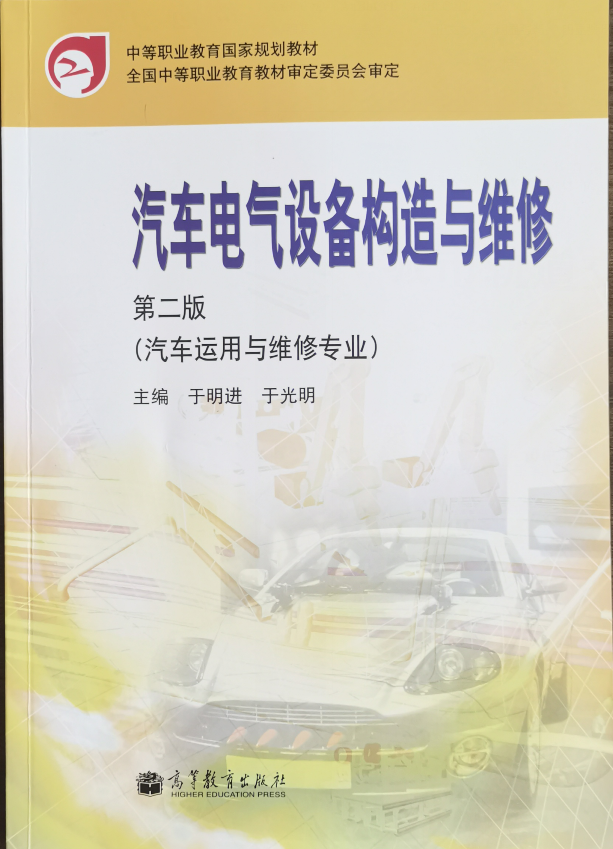 中等职业教育国家规划教材
全国中等职业教育教材审定委员会审定
汽车电气设备构造与维修
第二版
(汽车运用与维修专业)
主编 于明进 于光明
高等教育出版社
HIGHER EDUCATION PRESS